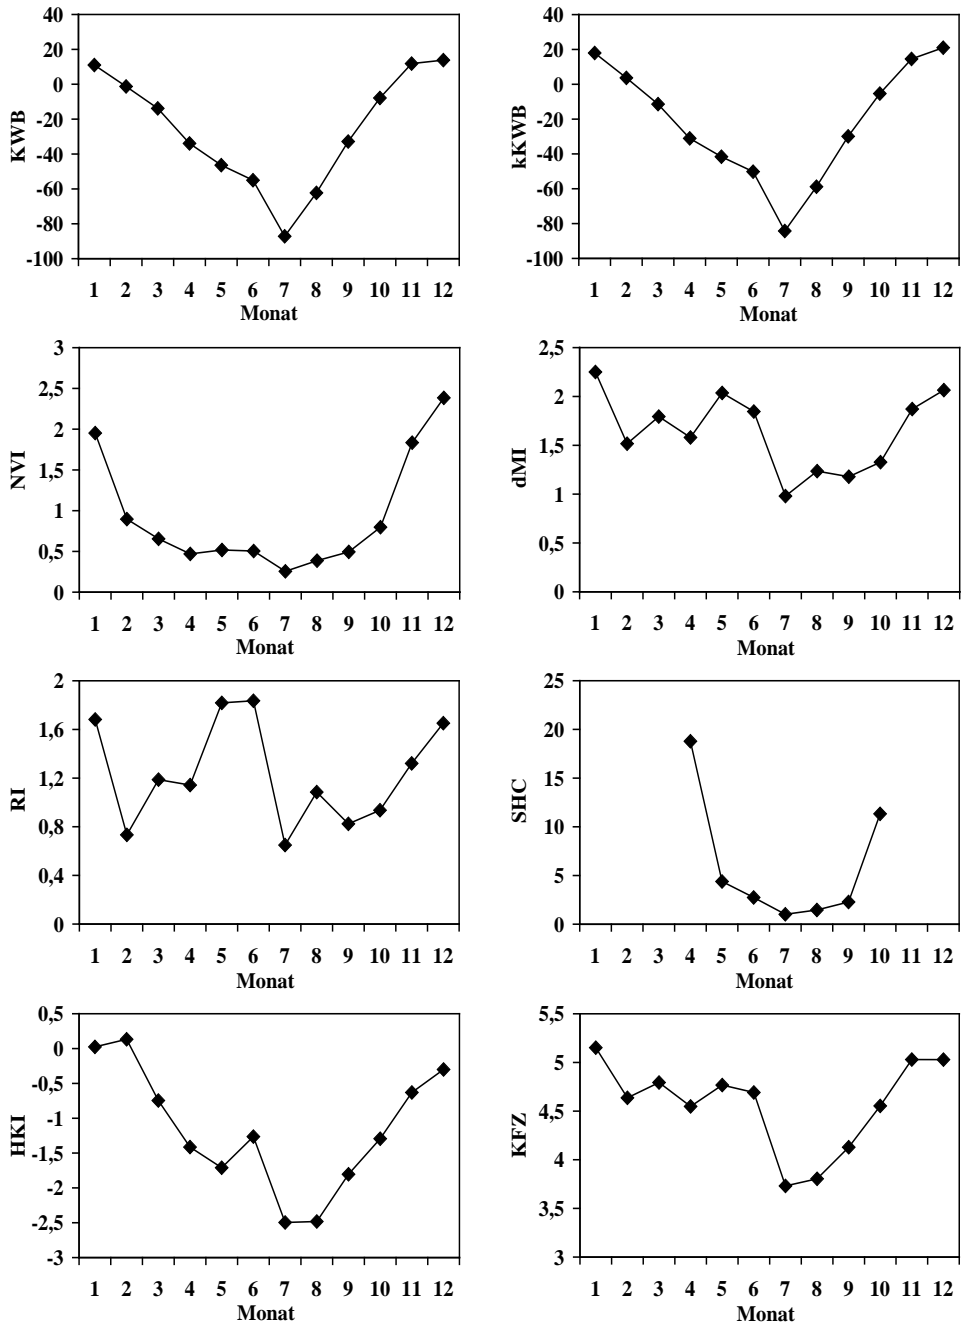 KWB
40
20
0
-20
-40
-60
-80
-100
1 2 3 4 5 6 7 8 9 10 11 12
Monat
kKWB
40
20
0
-20
-40
-60
-80
-100
1 2 3 4 5 6 7 8 9 10 11 12
Monat
NVI
3
2,5
2
1,5
1
0,5
0
1 2 3 4 5 6 7 8 9 10 11 12
Monat
dMI
2,5
2
1,5
1
0,5
0
1 2 3 4 5 6 7 8 9 10 11 12
Monat
RI
2
1,6
1,2
0,8
0,4
0
1 2 3 4 5 6 7 8 9 10 11 12
Monat
SHC
25
20
15
10
5
0
1 2 3 4 5 6 7 8 9 10 11 12
Monat
HKI
0,5
0
-0,5
-1
-1,5
-2
-2,5
-3
1 2 3 4 5 6 7 8 9 10 11 12
Monat
KFZ
5,5
5
4,5
4
3,5
3
1 2 3 4 5 6 7 8 9 10 11 12
Monat